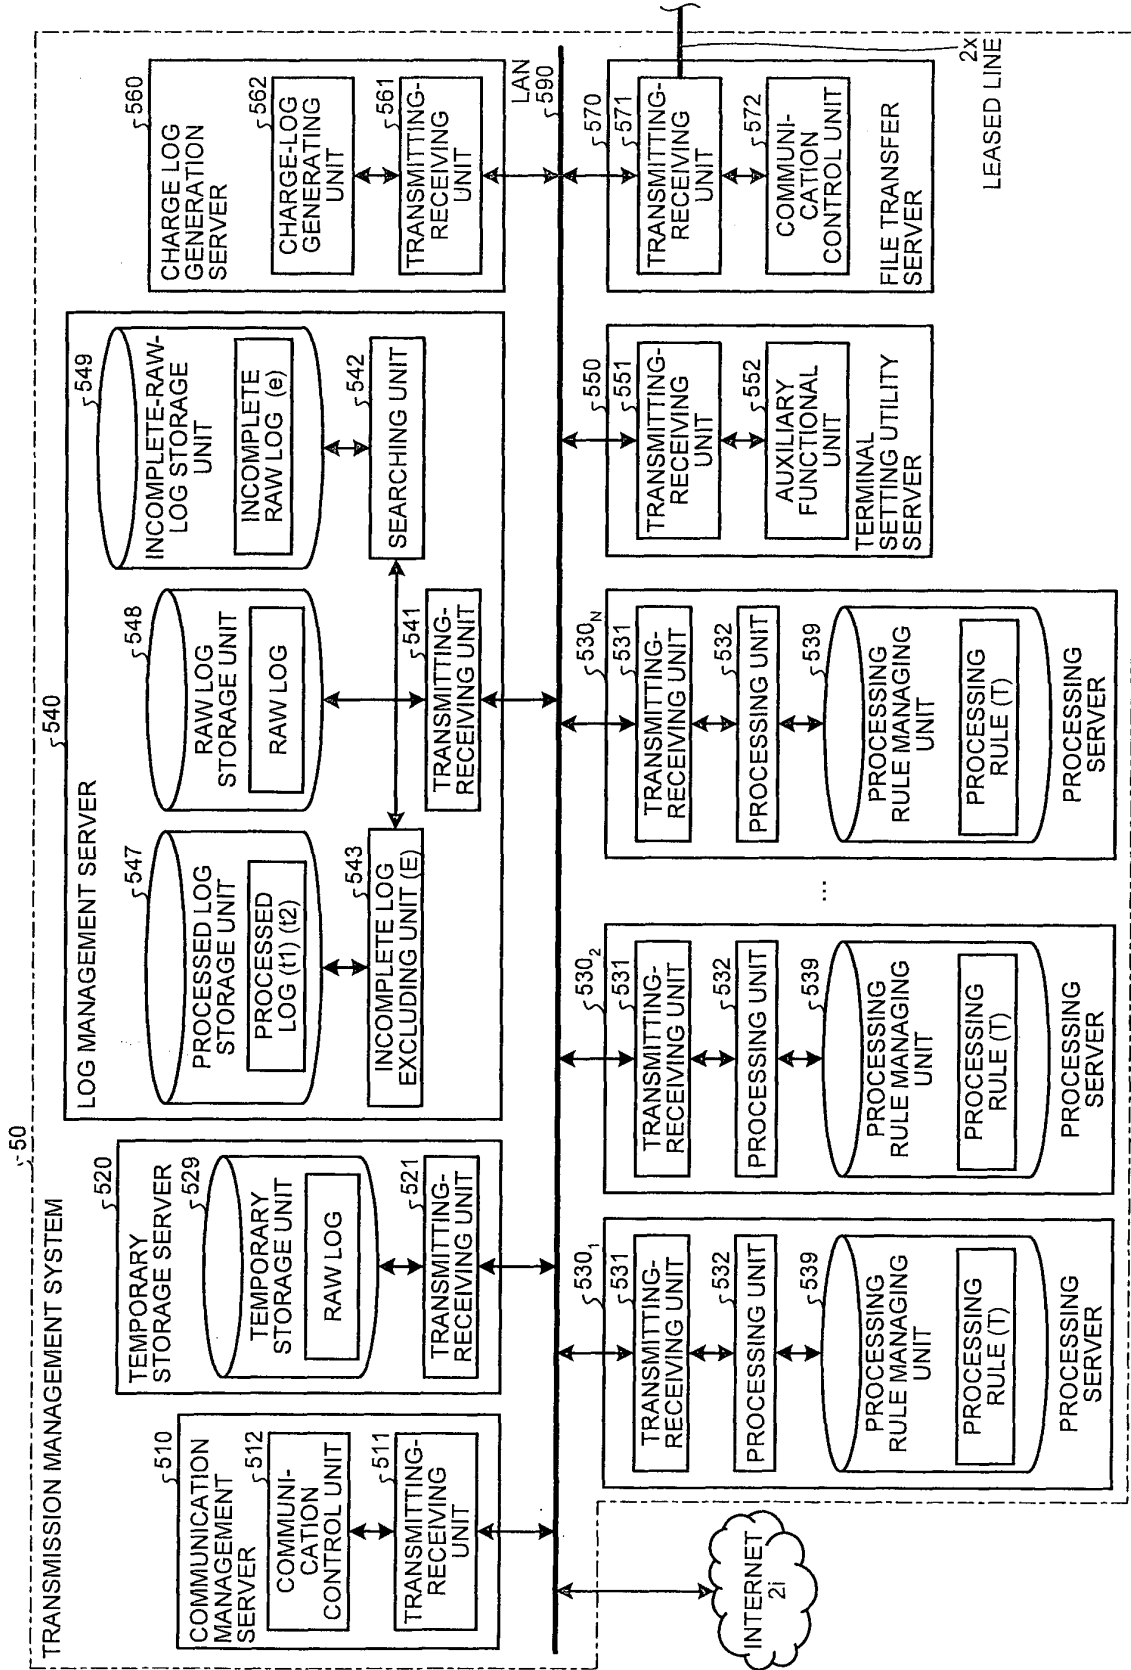 TRANSMISSION MANAGEMENT SYSTEM
50
COMMUNICATION
MANAGEMENT
SERVER
510
512
COMMUNI-
CATION
CONTROL UNIT
511
TRANSMITTING-
RECEIVING
UNIT
TEMPORARY
STORAGE SERVER
520
529
TEMPORARY
STORAGE UNIT
RAW LOG
521
TRANSMITTING-
RECEIVING UNIT
LOG MANAGEMENT SERVER
540
547
PROCESSED LOG
STORAGE UNIT
PROCESSED
LOG (t1) (t2)
543
INCOMPLETE LOG
EXCLUDING UNIT (E)
548
RAW LOG
STORAGE UNIT
RAW LOG
541
TRANSMITTING-
RECEIVING UNIT
549
INCOMPLETE-RAW-
LOG STORAGE
UNIT
INCOMPLETE
RAW LOG (e)
542
SEARCHING UNIT
CHARGE LOG
GENERATION
SERVER
560
562
CHARGE-LOG
GENERATING
UNIT
561
TRANSMITTING-
RECEIVING
UNIT
LAN
590
INTERNET
2i
530₁
531
TRANSMITTING-
RECEIVING UNIT
532
PROCESSING UNIT
539
PROCESSING
RULE MANAGING
UNIT
PROCESSING
RULE (T)
PROCESSING
SERVER
530₂
531
TRANSMITTING-
RECEIVING UNIT
532
PROCESSING UNIT
539
PROCESSING
RULE MANAGING
UNIT
PROCESSING
RULE (T)
PROCESSING
SERVER
...
530N
531
TRANSMITTING-
RECEIVING UNIT
532
PROCESSING UNIT
539
PROCESSING
RULE MANAGING
UNIT
PROCESSING
RULE (T)
PROCESSING
SERVER
550
551
TRANSMITTING-
RECEIVING
UNIT
552
AUXILIARY
FUNCTIONAL
UNIT
TERMINAL
SETTING UTILITY
SERVER
570
571
TRANSMITTING-
RECEIVING
UNIT
572
COMMUNI-
CATION
CONTROL UNIT
FILE TRANSFER
SERVER
2x
LEASED LINE